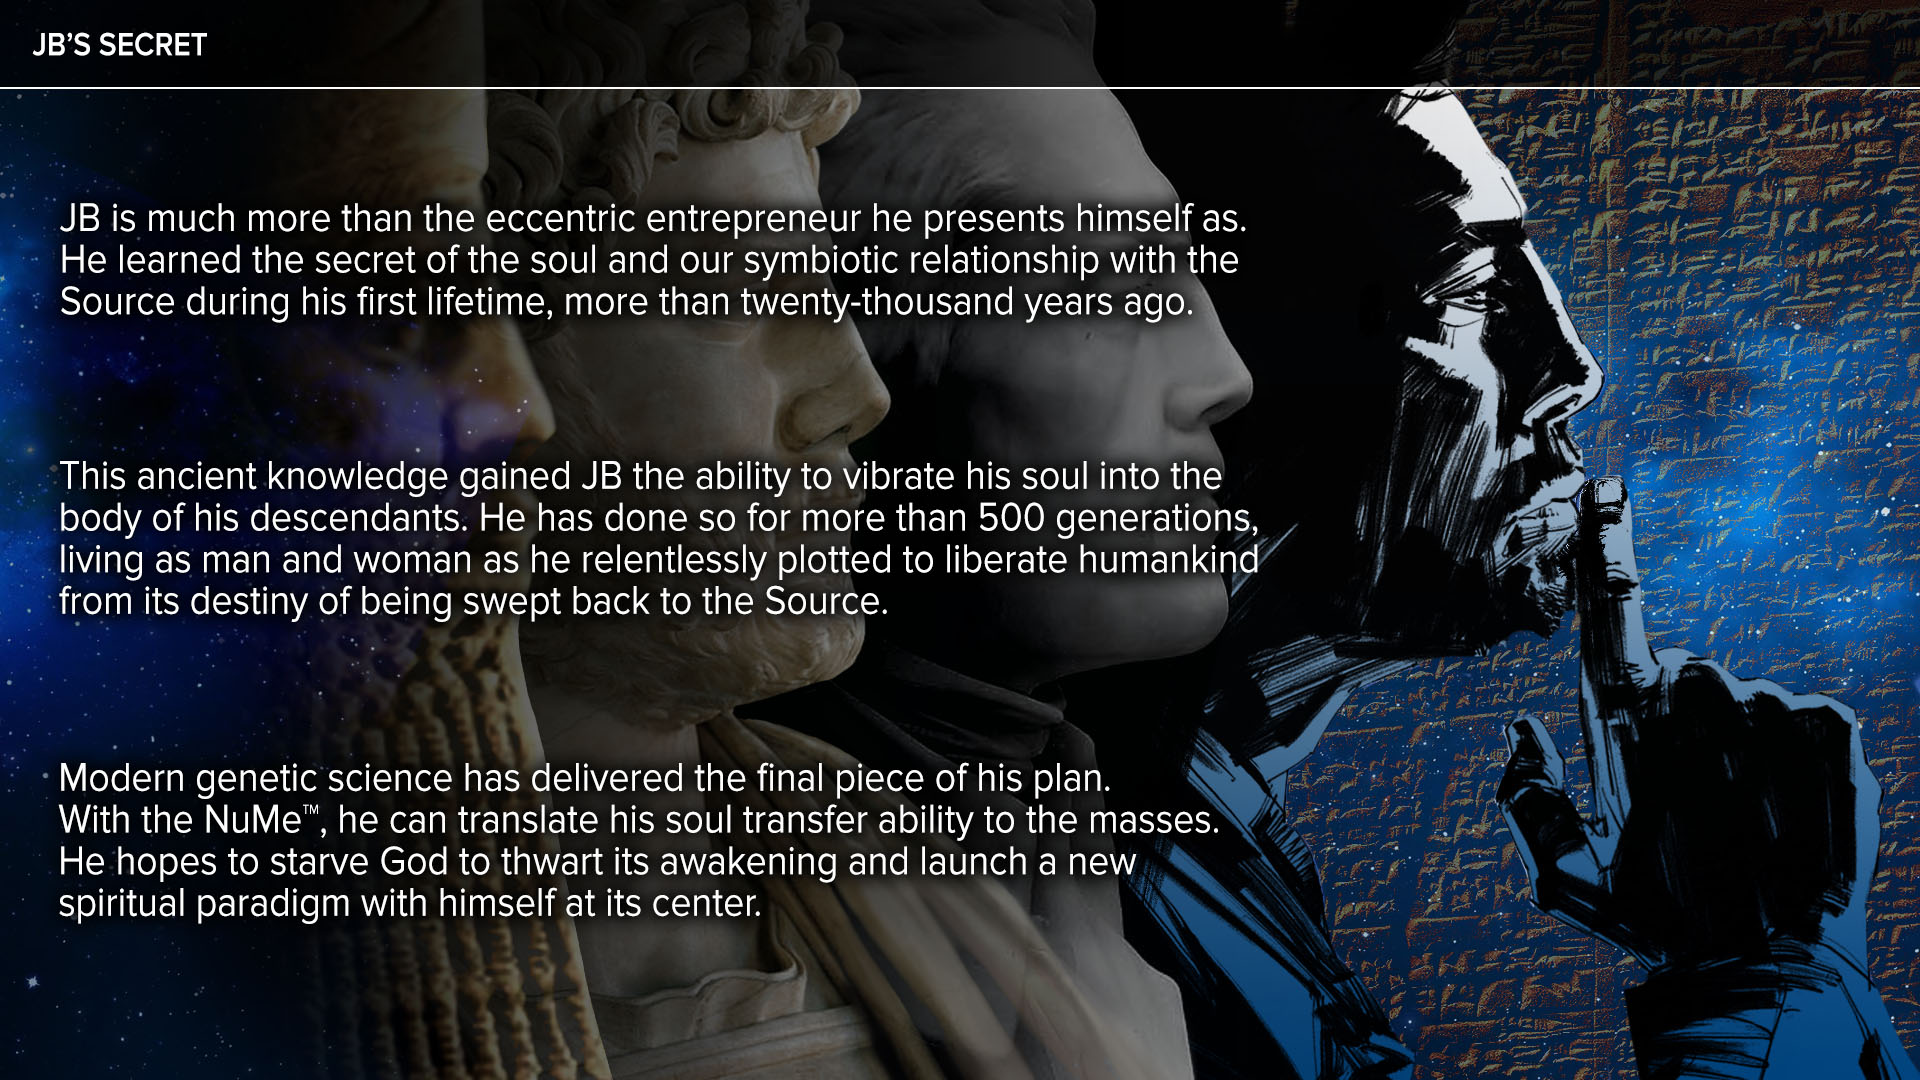 JB’S SECRET
JB is much more than the eccentric entrepreneur he presents himself as.
He learned the secret of the soul and our symbiotic relationship with the
Source during his first lifetime, more than twenty-thousand years ago.
This ancient knowledge gained JB the ability to vibrate his soul into the
body of his descendants. He has done so for more than 500 generations,
living as man and woman as he relentlessly plotted to liberate humankind
from its destiny of being swept back to the Source.
Modern genetic science has delivered the final piece of his plan.
With the NuMe™, he can translate his soul transfer ability to the masses.
He hopes to starve God to thwart its awakening and launch a new
spiritual paradigm with himself at its center.